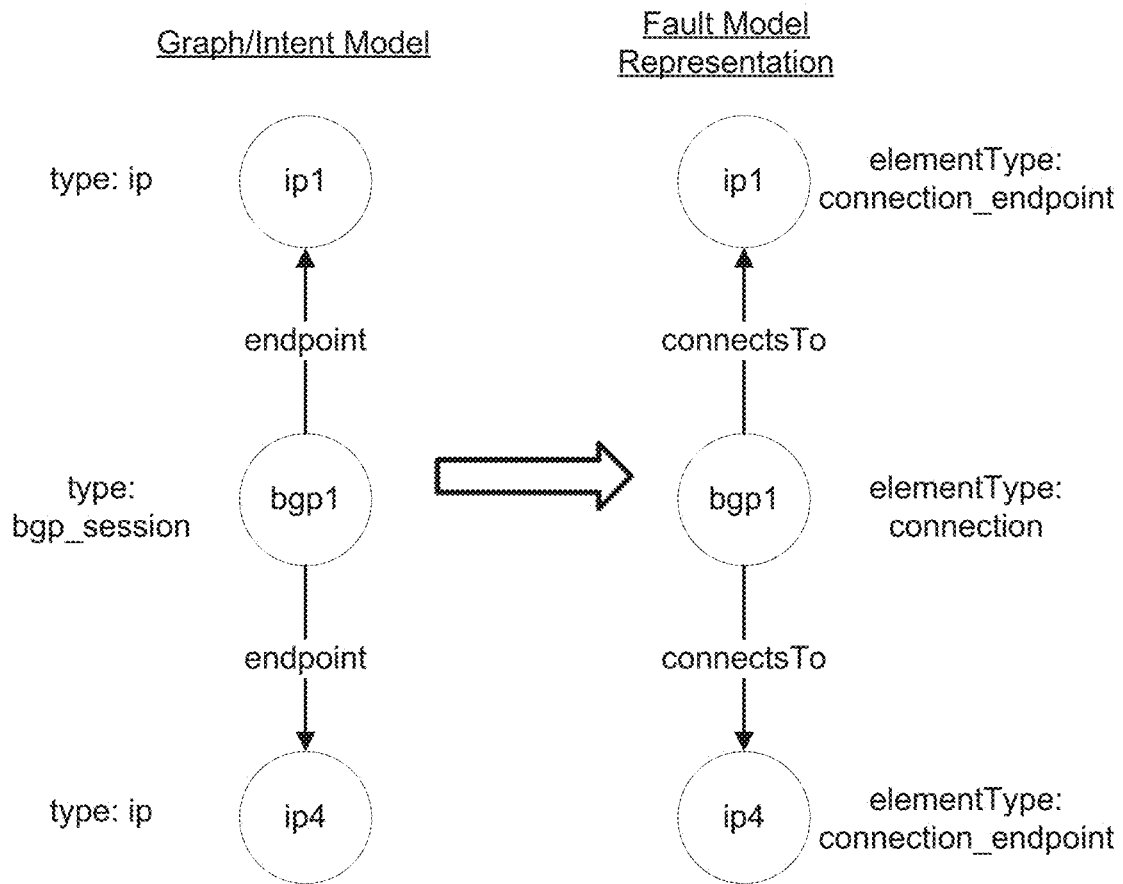 Graph/Intent Model
Fault Model
Representation
type: ip
ip1
ip1
elementType:
connection_endpoint
endpoint
connectsTo
type:
bgp_session
bgp1
bgp1
elementType:
connection
endpoint
connectsTo
type: ip
ip4
ip4
elementType:
connection_endpoint